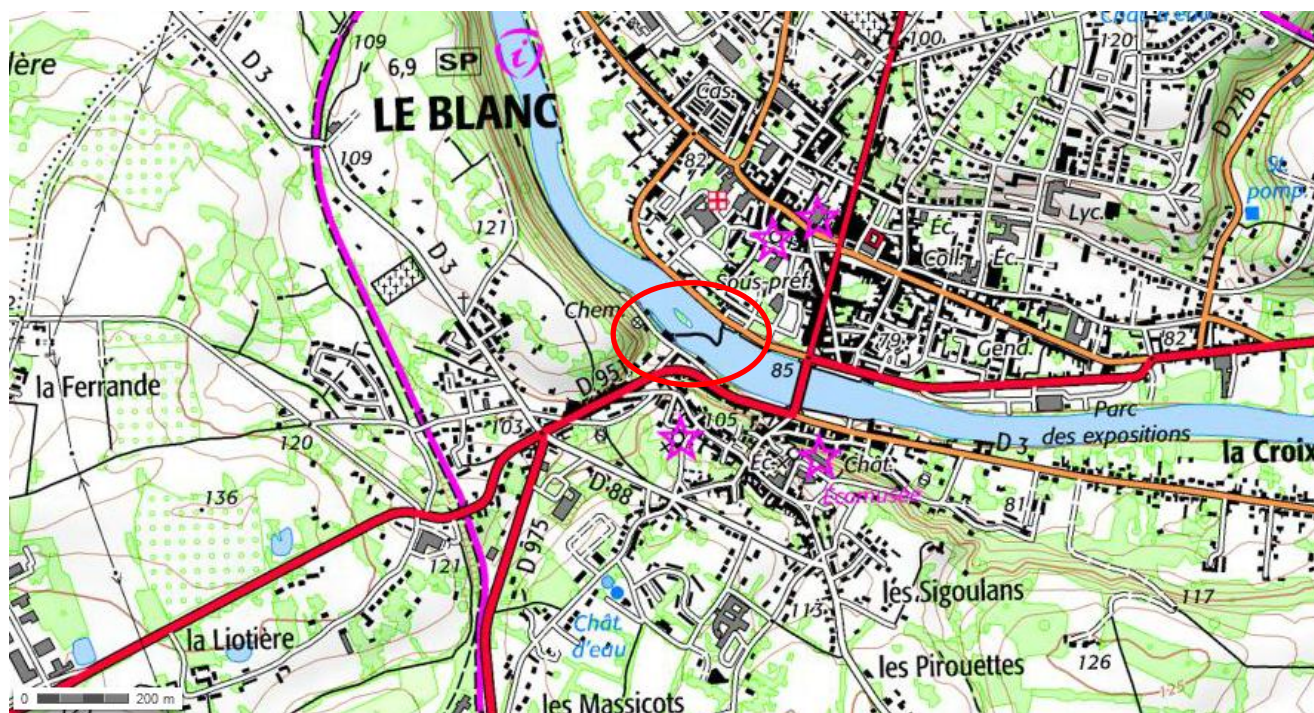 109
100
Chât. d'eau
120
D 3
6,9
SP
i
LE BLANC
Cas.
D 27b
82
109
St.
pomp.
121
Lyc.
Éc.
D 3
Coll.
Éc.
Sous-préf.
Chem.
79
Gend.
82
la Ferrande
D 95
85
Parc
des expositions
105
103
D 3
la Croix
120
Éc.
Chât.
Écomusée
136
D 88
81
D 975
121
les Sigoulans
117
113
la Liotière
Chât.
d'eau
les Pirouettes
126
125
les Massicots
0
200 m